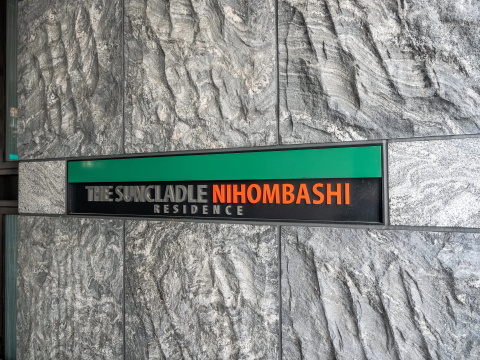 THE SUNCLADLE NIHOMBASHI
RESIDENCE